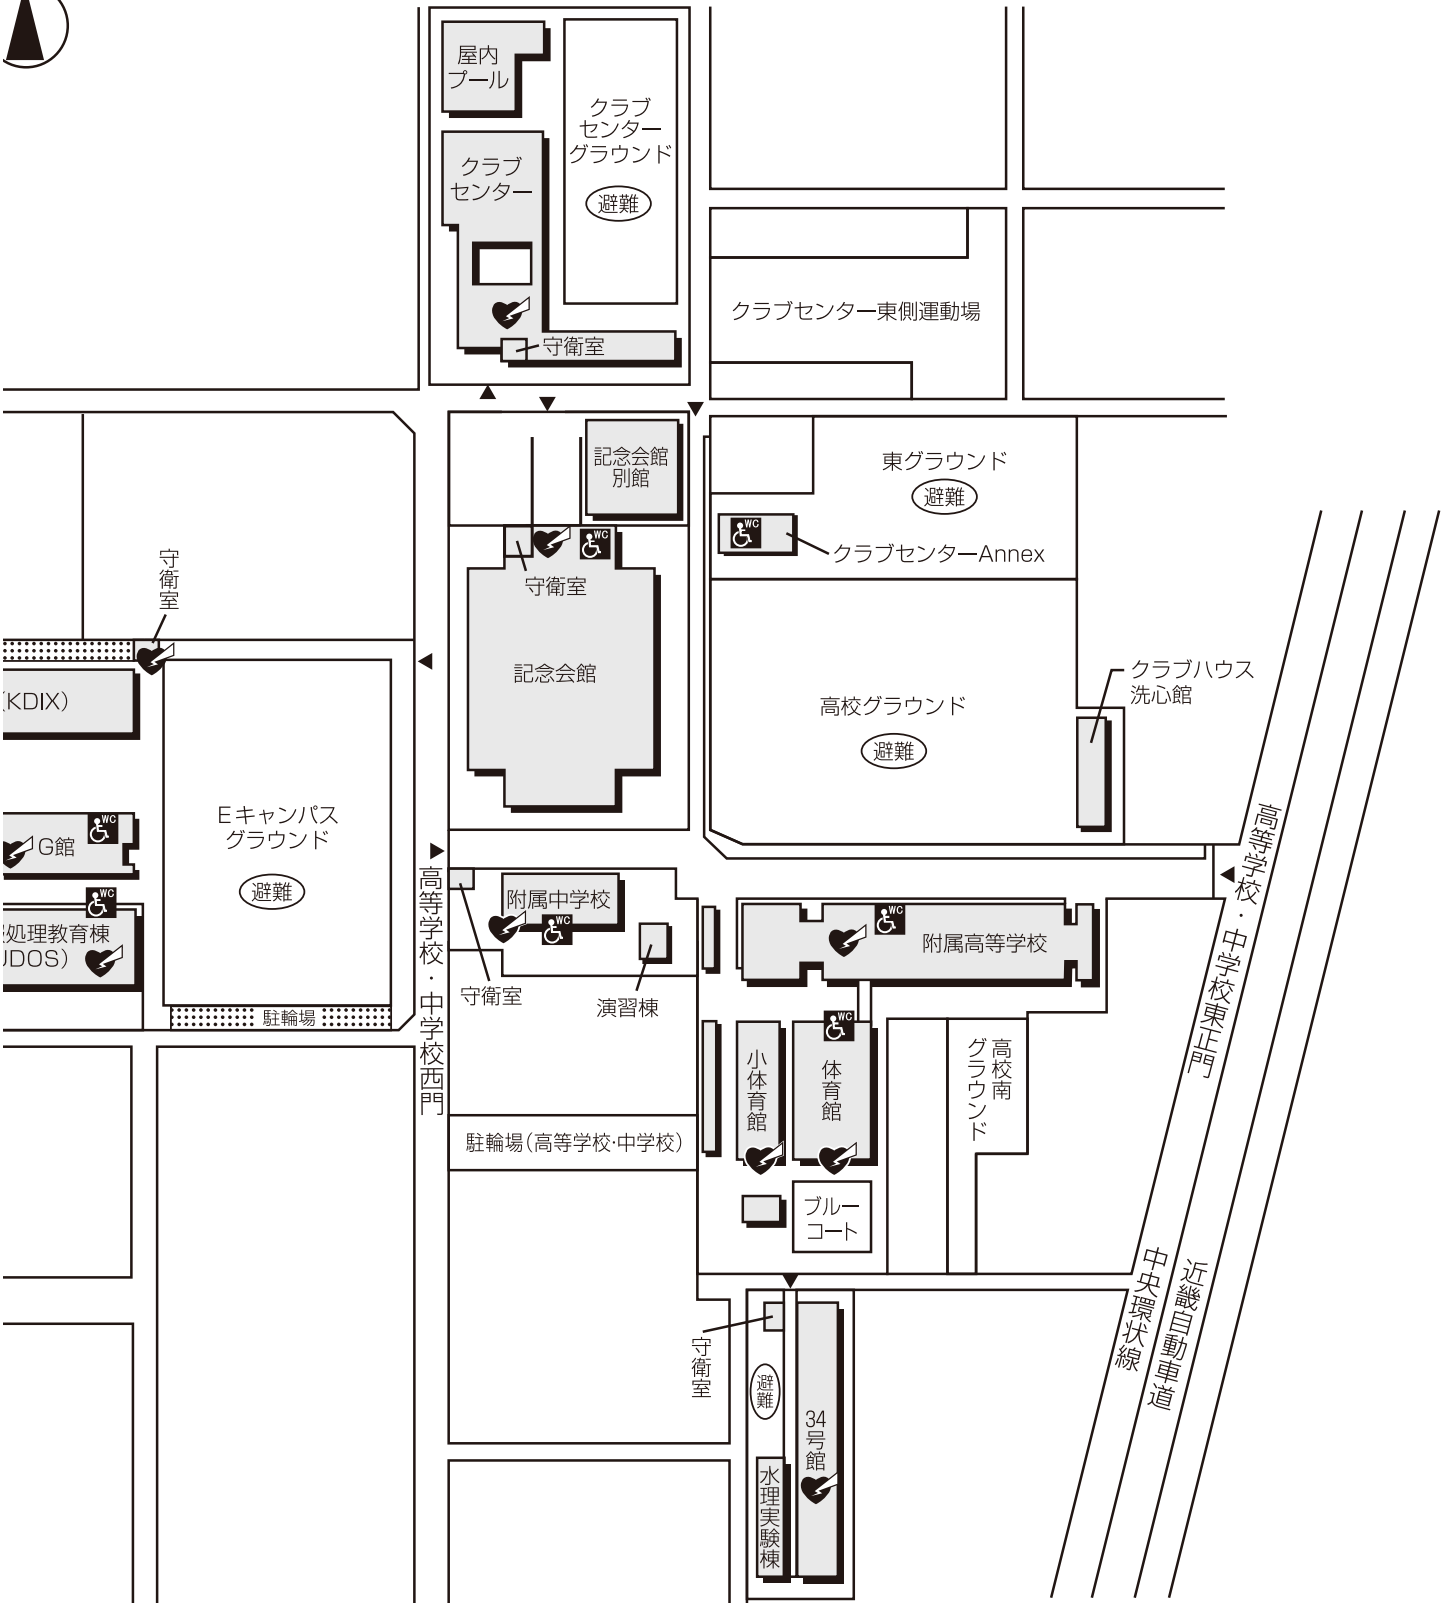 屋内
プール
クラブ
センター
グラウンド
避難
クラブ
センター
守衛室
クラブセンター東側運動場
記念会館
別館
東グラウンド
避難
WC
クラブセンターAnnex
WC
守衛室
記念会館
守衛室
(KDIX)
クラブハウス
洗心館
高校グラウンド
避難
Eキャンパス
グラウンド
避難
WC
G館
WC
処理教育棟
UDOS)
駐輪場
高等学校・中学校西門
附属中学校
WC
守衛室
演習棟
WC
附属高等学校
高等学校・中学校東正門
小体育館
WC
体育館
高校南
グラウンド
駐輪場(高等学校・中学校)
ブルー
コート
守衛室
避難
34号館
水理実験棟
中央環状線
近畿自動車道